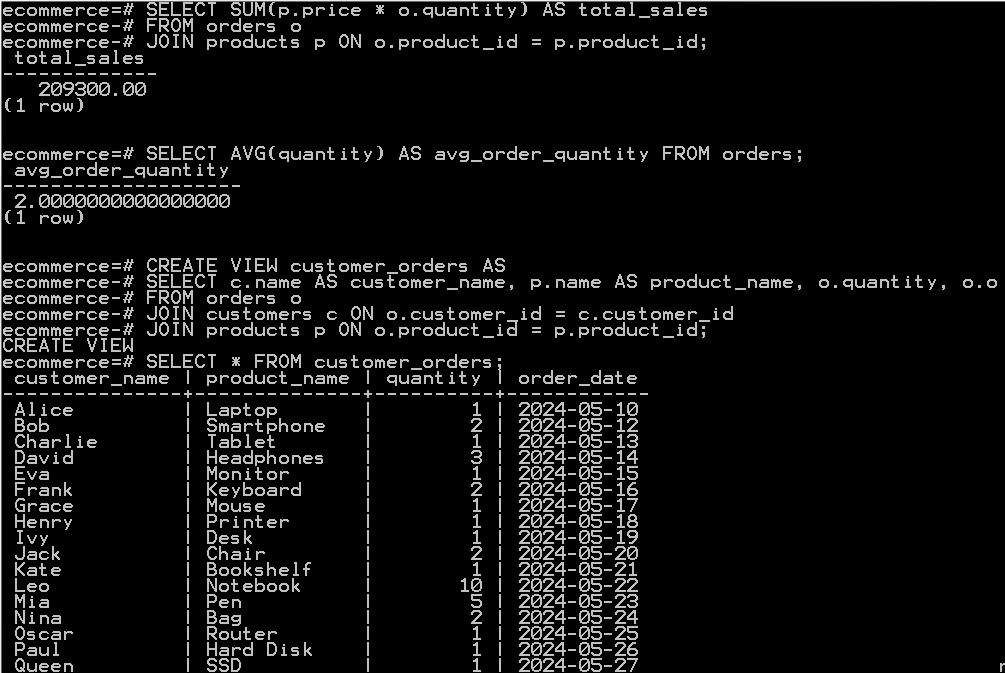 ecommerce=# SELECT SUM(p.price * o.quantity) AS total_sales
ecommerce-# FROM orders o
ecommerce-# JOIN products p ON o.product_id = p.product_id;
 total_sales
-------------
   209300.00
(1 row)
ecommerce=# SELECT AVG(quantity) AS avg_order_quantity FROM orders;
 avg_order_quantity
--------------------
 2.0000000000000000
(1 row)
ecommerce=# CREATE VIEW customer_orders AS
ecommerce-# SELECT c.name AS customer_name, p.name AS product_name, o.quantity, o.o
ecommerce-# FROM orders o
ecommerce-# JOIN customers c ON o.customer_id = c.customer_id
ecommerce-# JOIN products p ON o.product_id = p.product_id;
CREATE VIEW
ecommerce=# SELECT * FROM customer_orders;
 customer_name | product_name | quantity | order_date
---------------+--------------+----------+------------
 Alice         | Laptop       |        1 | 2024-05-10
 Bob           | Smartphone   |        2 | 2024-05-12
 Charlie       | Tablet       |        1 | 2024-05-13
 David         | Headphones   |        3 | 2024-05-14
 Eva           | Monitor      |        1 | 2024-05-15
 Frank         | Keyboard     |        2 | 2024-05-16
 Grace         | Mouse        |        1 | 2024-05-17
 Henry         | Printer      |        1 | 2024-05-18
 Ivy           | Desk         |        1 | 2024-05-19
 Jack          | Chair        |        2 | 2024-05-20
 Kate          | Bookshelf    |        1 | 2024-05-21
 Leo           | Notebook     |       10 | 2024-05-22
 Mia           | Pen          |        5 | 2024-05-23
 Nina          | Bag          |        2 | 2024-05-24
 Oscar         | Router       |        1 | 2024-05-25
 Paul          | Hard Disk    |        1 | 2024-05-26
 Queen         | SSD          |        1 | 2024-05-27